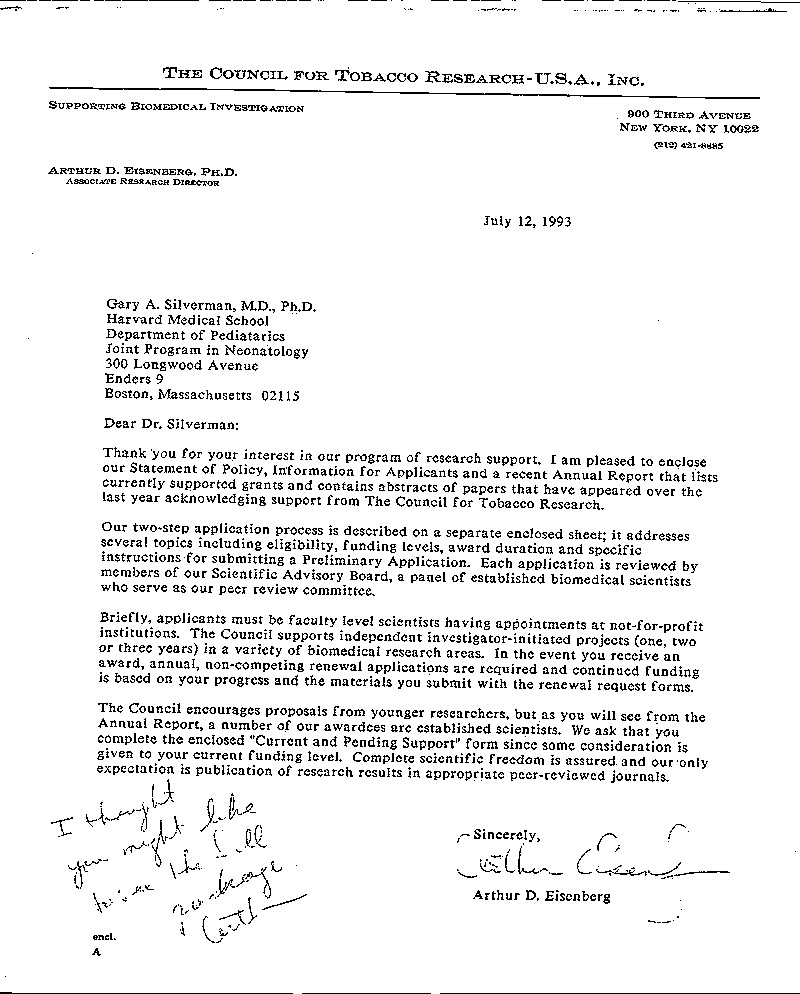 THE COUNCIL FOR TOBACCO RESEARCH-U.S.A., INC.
SUPPORTING BIOMEDICAL INVESTIGATION
900 THIRD AVENUE
NEW YORK, NY 10022
(212) 421-8885
ARTHUR D. EISENBERG, PH.D.
ASSOCIATE RESEARCH DIRECTOR
July 12, 1993
Gary A. Silverman, M.D., Ph.D.
Harvard Medical School
Department of Pediatarics
Joint Program in Neonatology
300 Longwood Avenue
Enders 9
Boston, Massachusetts 02115
Dear Dr. Silverman:
Thank you for your interest in our program of research support. I am pleased to enclose
our Statement of Policy, Information for Applicants and a recent Annual Report that lists
currently supported grants and contains abstracts of papers that have appeared over the
last year acknowledging support from The Council for Tobacco Research.
Our two-step application process is described on a separate enclosed sheet; it addresses
several topics including eligibility, funding levels, award duration and specific
instructions for submitting a Preliminary Application. Each application is reviewed by
members of our Scientific Advisory Board, a panel of established biomedical scientists
who serve as our peer review committee.
Briefly, applicants must be faculty level scientists having appointments at not-for-profit
institutions. The Council supports independent investigator-initiated projects (one, two
or three years) in a variety of biomedical research areas. In the event you receive an
award, annual, non-competing renewal applications are required and continued funding
is based on your progress and the materials you submit with the renewal request forms.
The Council encourages proposals from younger researchers, but as you will see from the
Annual Report, a number of our awardees are established scientists. We ask that you
complete the enclosed "Current and Pending Support" form since some consideration is
given to your current funding level. Complete scientific freedom is assured and our only
expectation is publication of research results in appropriate peer-reviewed journals.
I thought
you might like
to see the full
package
Sincerely,
Arthur D. Eisenberg
encl.
A